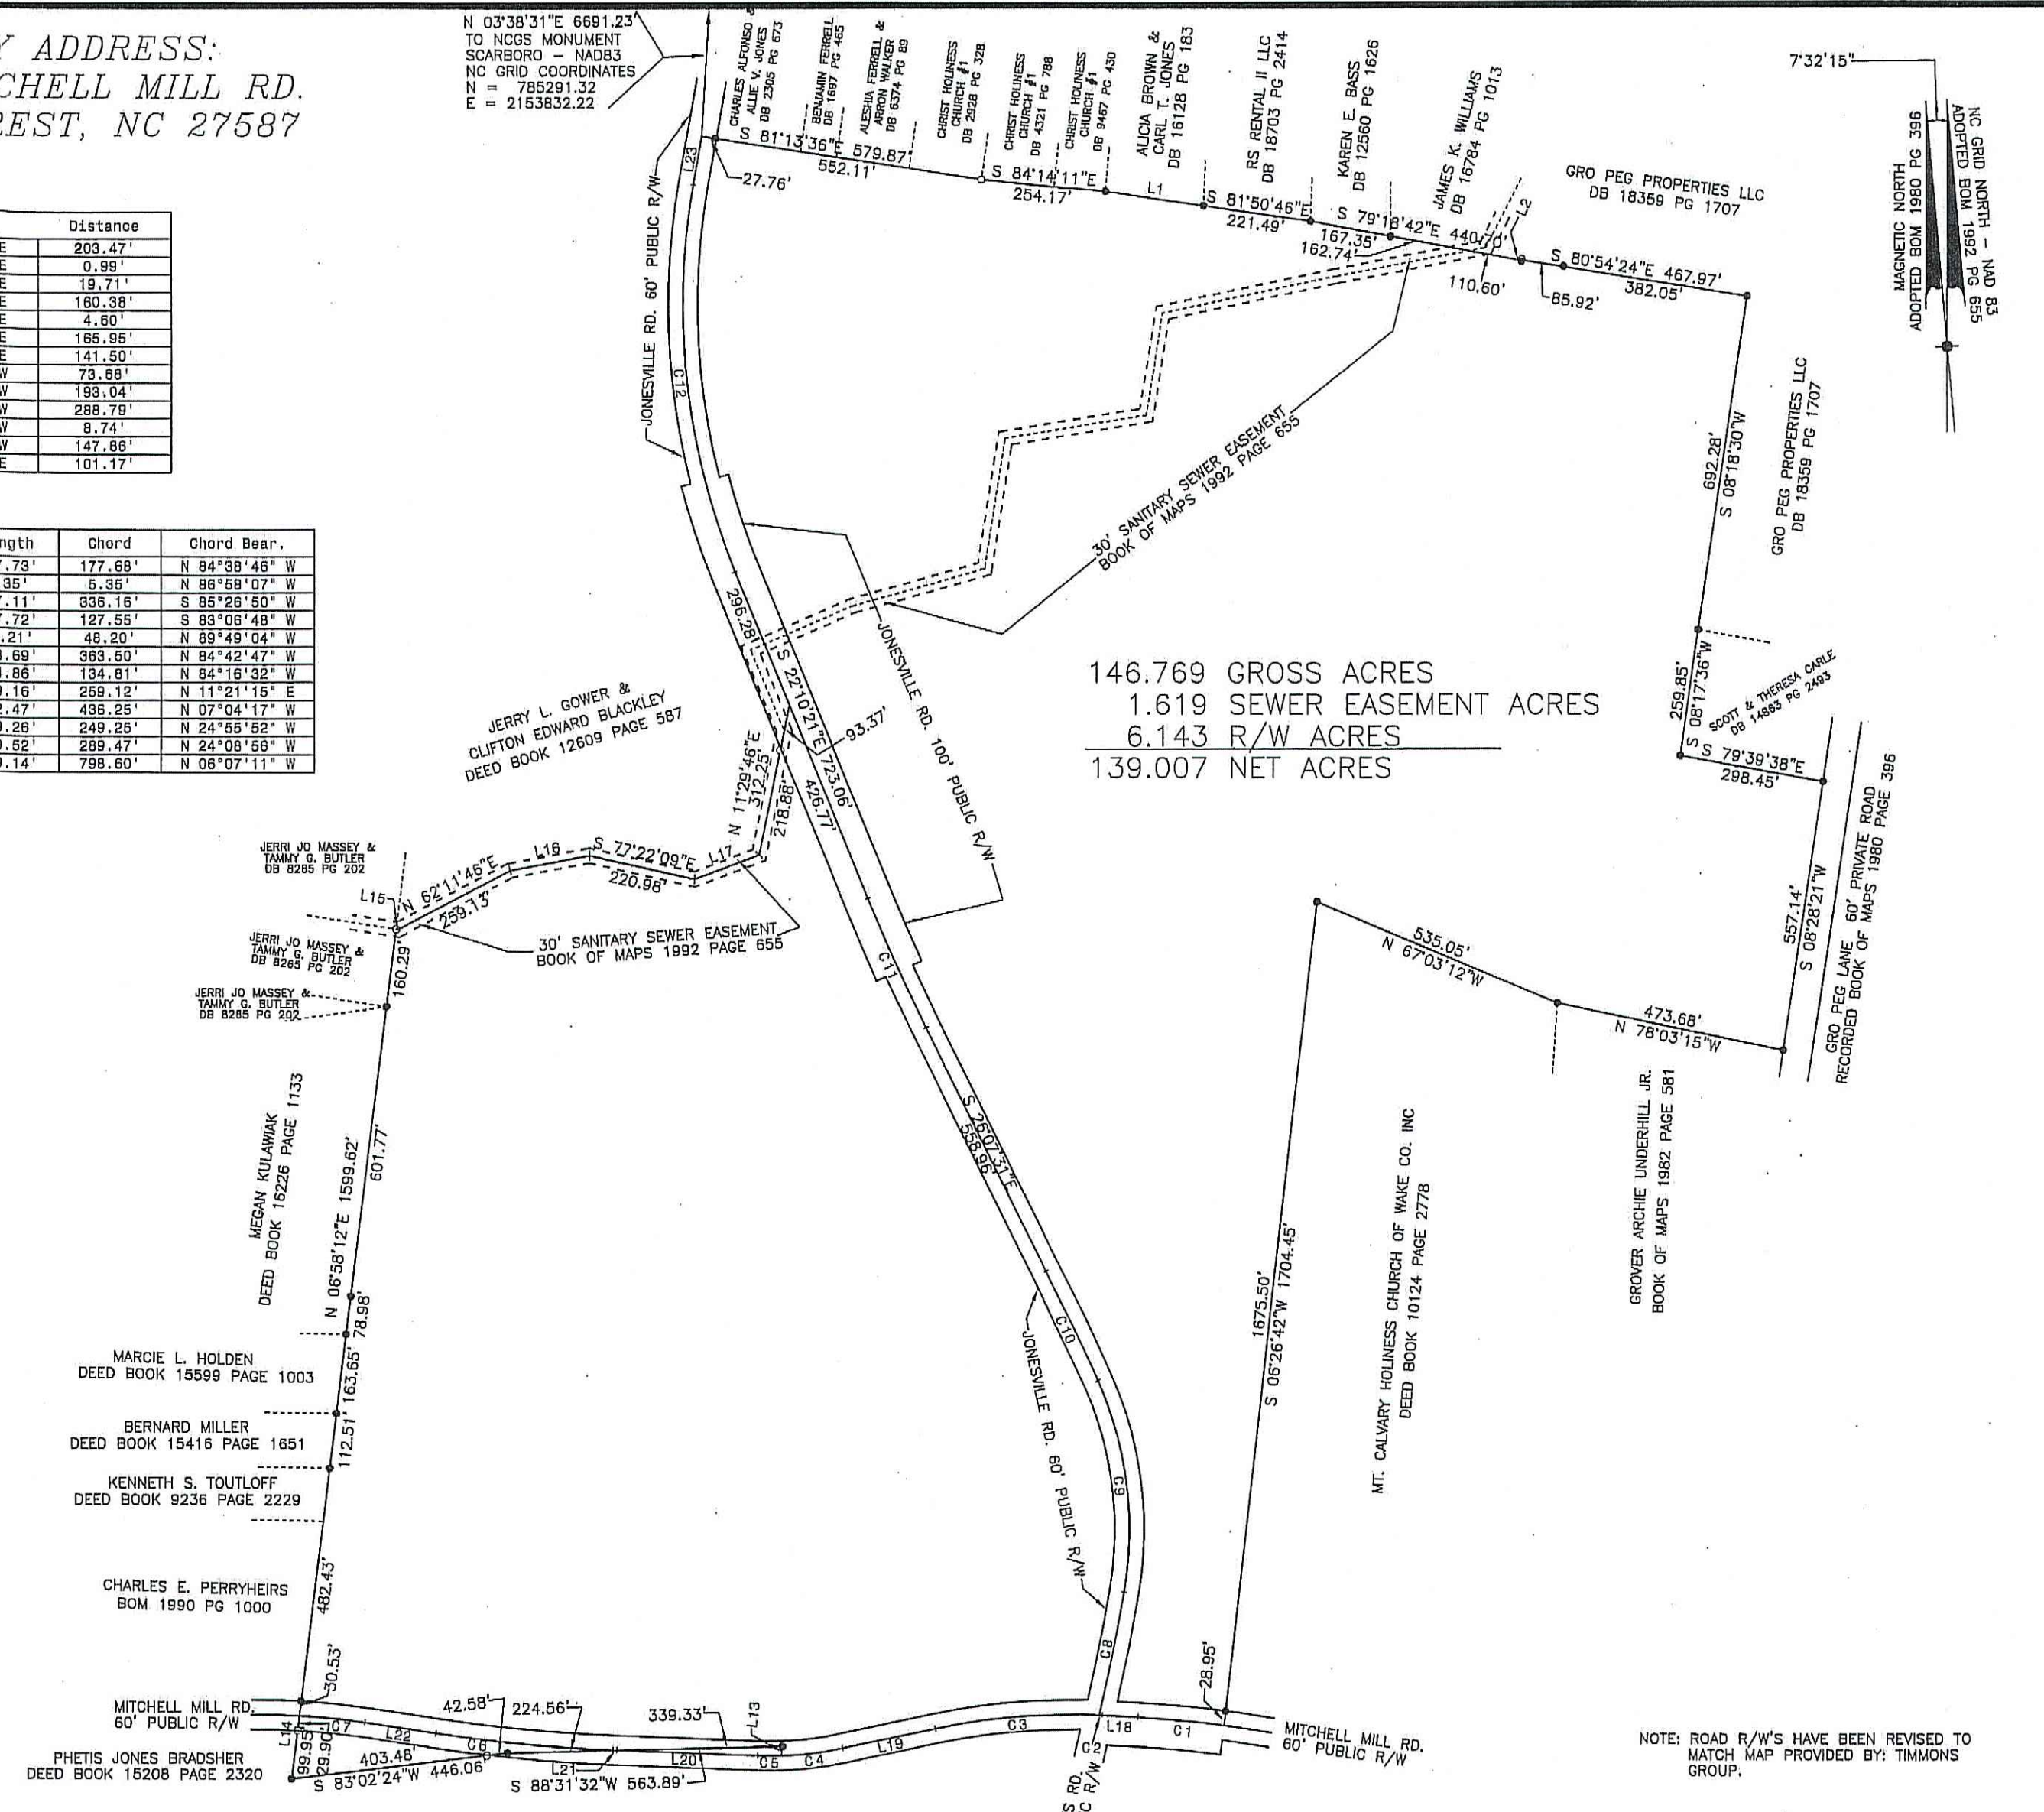 Y ADDRESS:
CHELL MILL RD.
REST, NC 27587
N 03°38'31"E 6691.23'
TO NCGS MONUMENT
SCARBORO - NAD83
NC GRID COORDINATES
N = 785291.32
E = 2153832.22
Distance
E 203.47'
E 0.99'
E 19.71'
E 160.38'
E 4.60'
E 165.95'
E 141.50'
W 73.68'
W 193.04'
W 288.79'
W 8.74'
W 147.86'
E 101.17'
ngth Chord Chord Bear.
.73' 177.68' N 84°38'46" W
35' 5.35' N 86°58'07" W
.11' 336.16' S 85°26'50" W
.72' 127.55' S 83°06'48" W
.21' 48.20' N 89°49'04" W
.69' 363.50' N 84°42'47" W
.86' 134.81' N 84°16'32" W
.16' 259.12' N 11°21'15" E
.47' 436.25' N 07°04'17" W
.26' 249.25' N 24°55'52" W
.52' 289.47' N 24°08'56" W
.14' 798.60' N 06°07'11" W
CHARLES ALFONSO &
ALLIE V. JONES
DB 2305 PG 673
BENJAMIN FERRELL
DB 1697 PG 465
ALESHIA FERRELL &
ARRON WALKER
DB 6374 PG 89
CHRIST HOLINESS
CHURCH #1
DB 2928 PG 328
CHRIST HOLINESS
CHURCH #1
DB 4321 PG 788
CHRIST HOLINESS
CHURCH #1
DB 9467 PG 430
ALICIA BROWN &
CARL T. JONES
DB 16128 PG 183
RS RENTAL II LLC
DB 18703 PG 2414
KAREN E. BASS
DB 12560 PG 1626
JAMES K. WILLIAMS
DB 16784 PG 1013
GRO PEG PROPERTIES LLC
DB 18359 PG 1707
7°32'15"
MAGNETIC NORTH
ADOPTED BOM 1980 PG 396
NC GRID NORTH - NAD 83
ADOPTED BOM 1992 PG 655
L23
S 81°13'36"E 579.87'
27.76'
552.11'
S 84°14'11"E
254.17'
L1
S 81°50'46"E
221.49'
S 79°18'42"E 440.70'
167.35'
162.74'
110.60'
L2
S 80°54'24"E 467.97'
85.92'
382.05'
JONESVILLE RD. 60' PUBLIC R/W
C12
30' SANITARY SEWER EASEMENT
BOOK OF MAPS 1992 PAGE 655
692.28'
S 08°18'30"W
GRO PEG PROPERTIES LLC
DB 18359 PG 1707
259.85'
S 08°17'36"W
SCOTT & THERESA CARLE
DB 14863 PG 2493
S 79°39'38"E
298.45'
146.769 GROSS ACRES
1.619 SEWER EASEMENT ACRES
6.143 R/W ACRES
139.007 NET ACRES
296.28'
S 22°10'21"E 723.06'
426.77'
93.37'
JONESVILLE RD. 100' PUBLIC R/W
JERRY L. GOWER &
CLIFTON EDWARD BLACKLEY
DEED BOOK 12609 PAGE 587
N 11°29'46"E
312.25'
218.88'
JERRI JO MASSEY &
TAMMY G. BUTLER
DB 8265 PG 202
L15
N 62°11'46"E
259.13'
L16
S 77°22'09"E
220.98'
L17
30' SANITARY SEWER EASEMENT
BOOK OF MAPS 1992 PAGE 655
JERRI JO MASSEY &
TAMMY G. BUTLER
DB 8265 PG 202
160.29'
JERRI JO MASSEY &
TAMMY G. BUTLER
DB 8265 PG 202
C11
557.14'
S 08°28'21"W
GRO PEG LANE 60' PRIVATE ROAD
RECORDED BOOK OF MAPS 1980 PAGE 396
535.05'
N 67°03'12"W
473.68'
N 78°03'15"W
MEGAN KULAWIAK
DEED BOOK 16226 PAGE 1133
N 06°58'12"E 1599.62'
601.77'
S 26°07'31"E
558.96'
MT. CALVARY HOLINESS CHURCH OF WAKE CO. INC
DEED BOOK 10124 PAGE 2778
GROVER ARCHIE UNDERHILL JR.
BOOK OF MAPS 1982 PAGE 581
1675.50'
S 06°26'42"W 1704.45'
78.98'
MARCIE L. HOLDEN
DEED BOOK 15599 PAGE 1003
163.65'
BERNARD MILLER
DEED BOOK 15416 PAGE 1651
112.51'
KENNETH S. TOUTLOFF
DEED BOOK 9236 PAGE 2229
C10
JONESVILLE RD. 60' PUBLIC R/W
C9
CHARLES E. PERRYHEIRS
BOM 1990 PG 1000
482.43'
30.53'
C8
28.95'
MITCHELL MILL RD.
60' PUBLIC R/W
L14
C7
L22
42.58'
224.56'
339.33'
L13
C6
C5
C4
L19
C3
L18
C1
C2
MITCHELL MILL RD.
60' PUBLIC R/W
PHETIS JONES BRADSHER
DEED BOOK 15208 PAGE 2320
99.85'
29.90'
403.48'
S 83°02'24"W 446.06'
L21
L20
S 88°31'32"W 563.89'
S RD.
C R/W
NOTE: ROAD R/W'S HAVE BEEN REVISED TO
MATCH MAP PROVIDED BY: TIMMONS
GROUP.